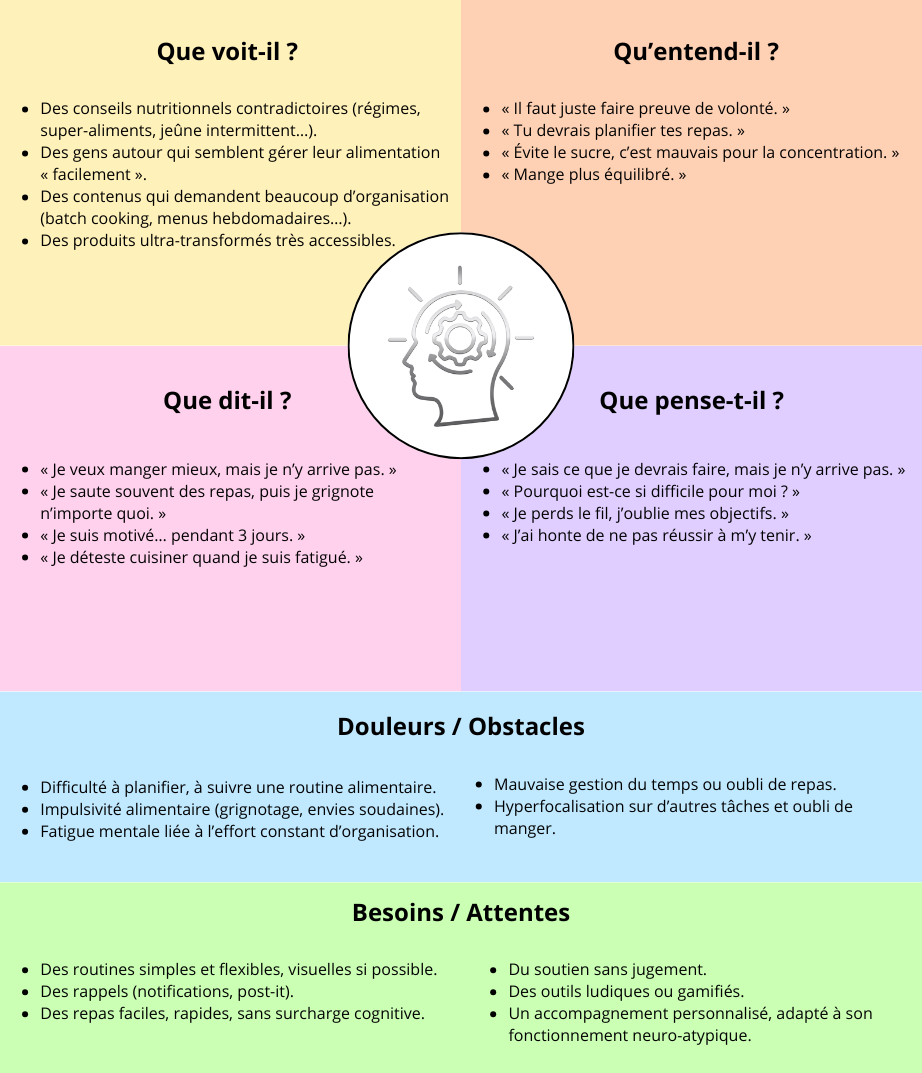 Que voit-il ?
• Des conseils nutritionnels contradictoires (régimes,
super-aliments, jeûne intermittent...).
• Des gens autour qui semblent gérer leur alimentation
« facilement ».
• Des contenus qui demandent beaucoup d’organisation
(batch cooking, menus hebdomadaires...).
• Des produits ultra-transformés très accessibles.
Qu’entend-il ?
• « Il faut juste faire preuve de volonté. »
• « Tu devrais planifier tes repas. »
• « Évite le sucre, c’est mauvais pour la concentration. »
• « Mange plus équilibré. »
Que dit-il ?
• « Je veux manger mieux, mais je n’y arrive pas. »
• « Je saute souvent des repas, puis je grignote
n’importe quoi. »
• « Je suis motivé... pendant 3 jours. »
• « Je déteste cuisiner quand je suis fatigué. »
Que pense-t-il ?
• « Je sais ce que je devrais faire, mais je n’y arrive pas. »
• « Pourquoi est-ce si difficile pour moi ? »
• « Je perds le fil, j’oublie mes objectifs. »
• « J’ai honte de ne pas réussir à m’y tenir. »
Douleurs / Obstacles
• Difficulté à planifier, à suivre une routine alimentaire.
• Impulsivité alimentaire (grignotage, envies soudaines).
• Fatigue mentale liée à l’effort constant d’organisation.
• Mauvaise gestion du temps ou oubli de repas.
• Hyperfocalisation sur d’autres tâches et oubli de
manger.
Besoins / Attentes
• Des routines simples et flexibles, visuelles si possible.
• Des rappels (notifications, post-it).
• Des repas faciles, rapides, sans surcharge cognitive.
• Du soutien sans jugement.
• Des outils ludiques ou gamifiés.
• Un accompagnement personnalisé, adapté à son
fonctionnement neuro-atypique.